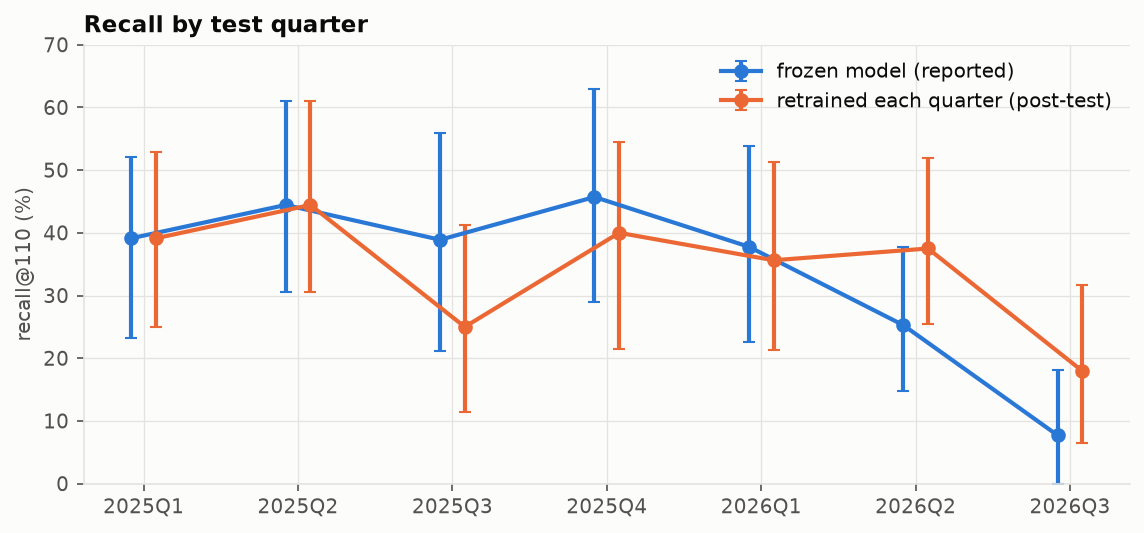 Recall by test quarter
frozen model (reported)
retrained each quarter (post-test)
recall@110 (%)
70
60
50
40
30
20
10
0
2025Q1 2025Q2 2025Q3 2025Q4 2026Q1 2026Q2 2026Q3